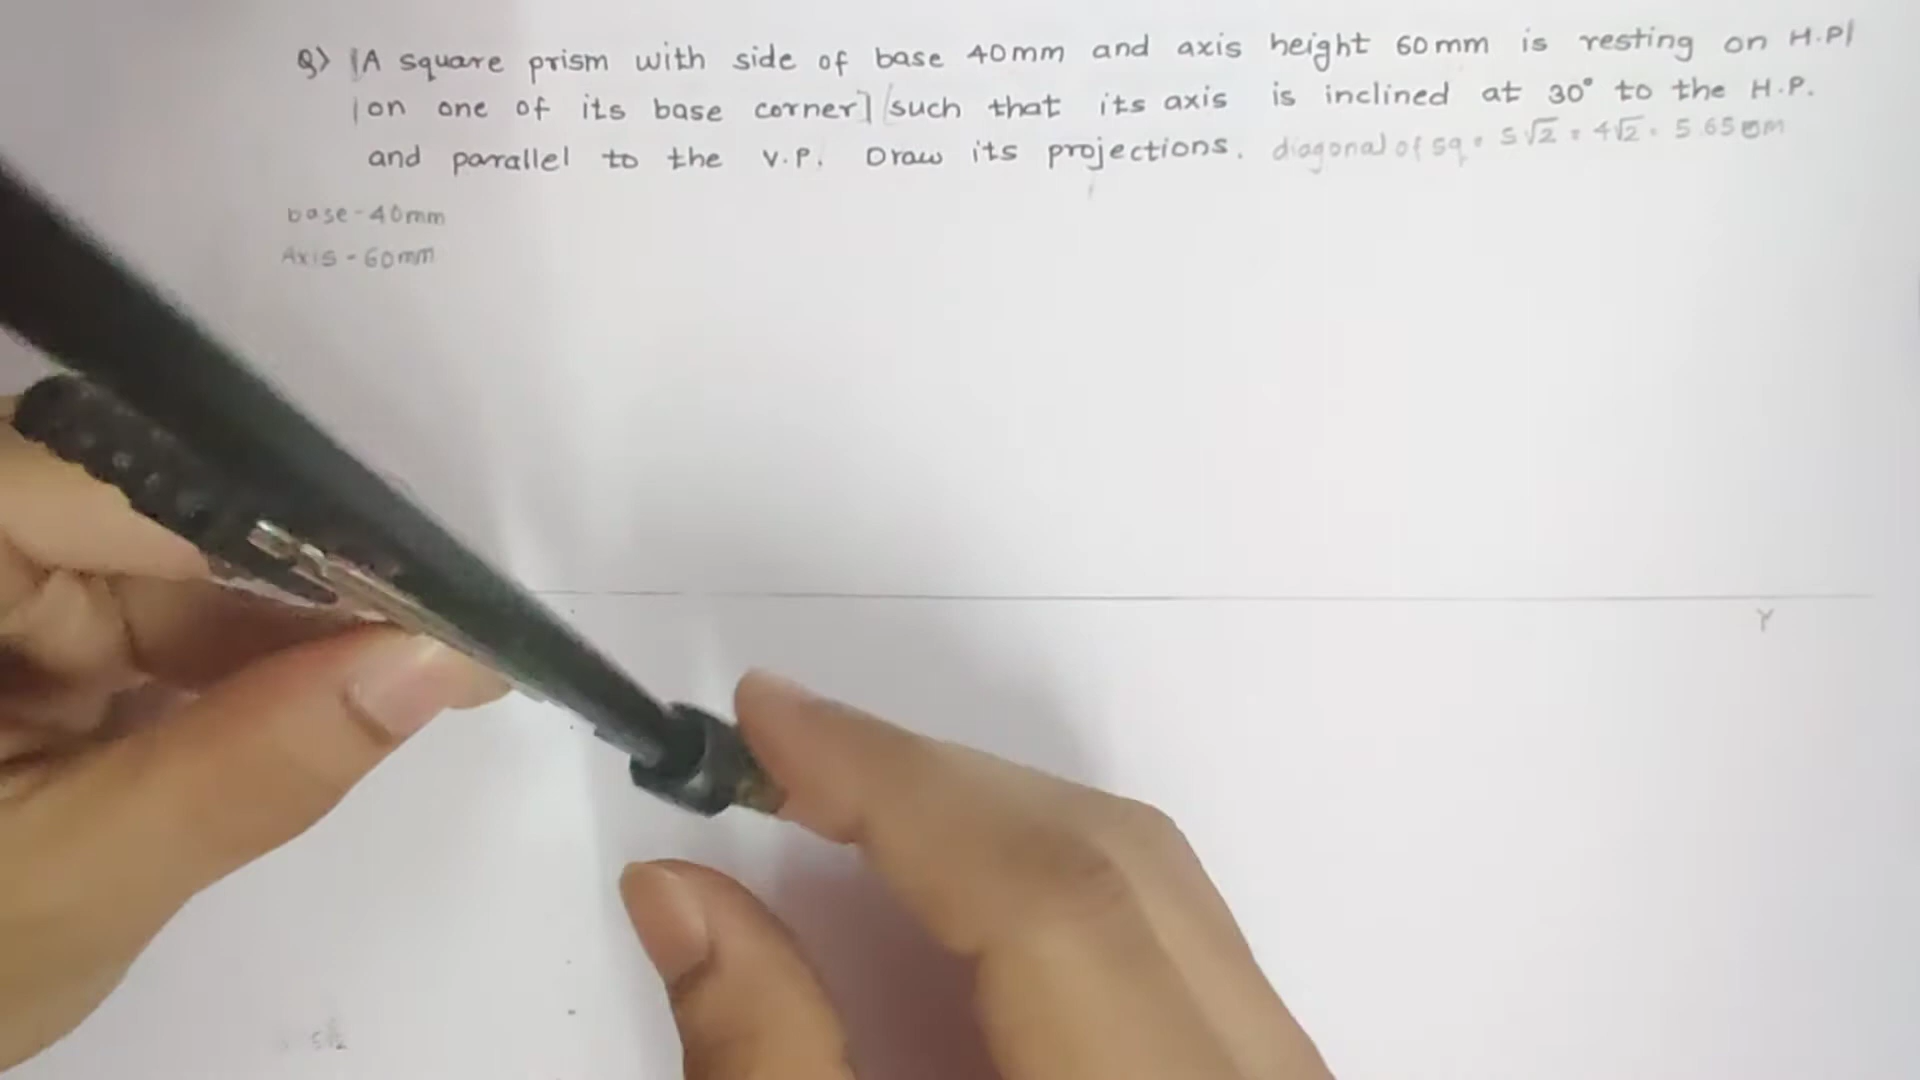 Q) [A square prism with side of base 40mm and axis height 60mm is resting on H.P|
|on one of its base corner] [such that its axis is inclined at 30° to the H.P.
and parallel to the V.P. Draw its projections. diagonal of sq = s√2 = 4√2 = 5.65cm
base-40mm
Axis-60mm
Y